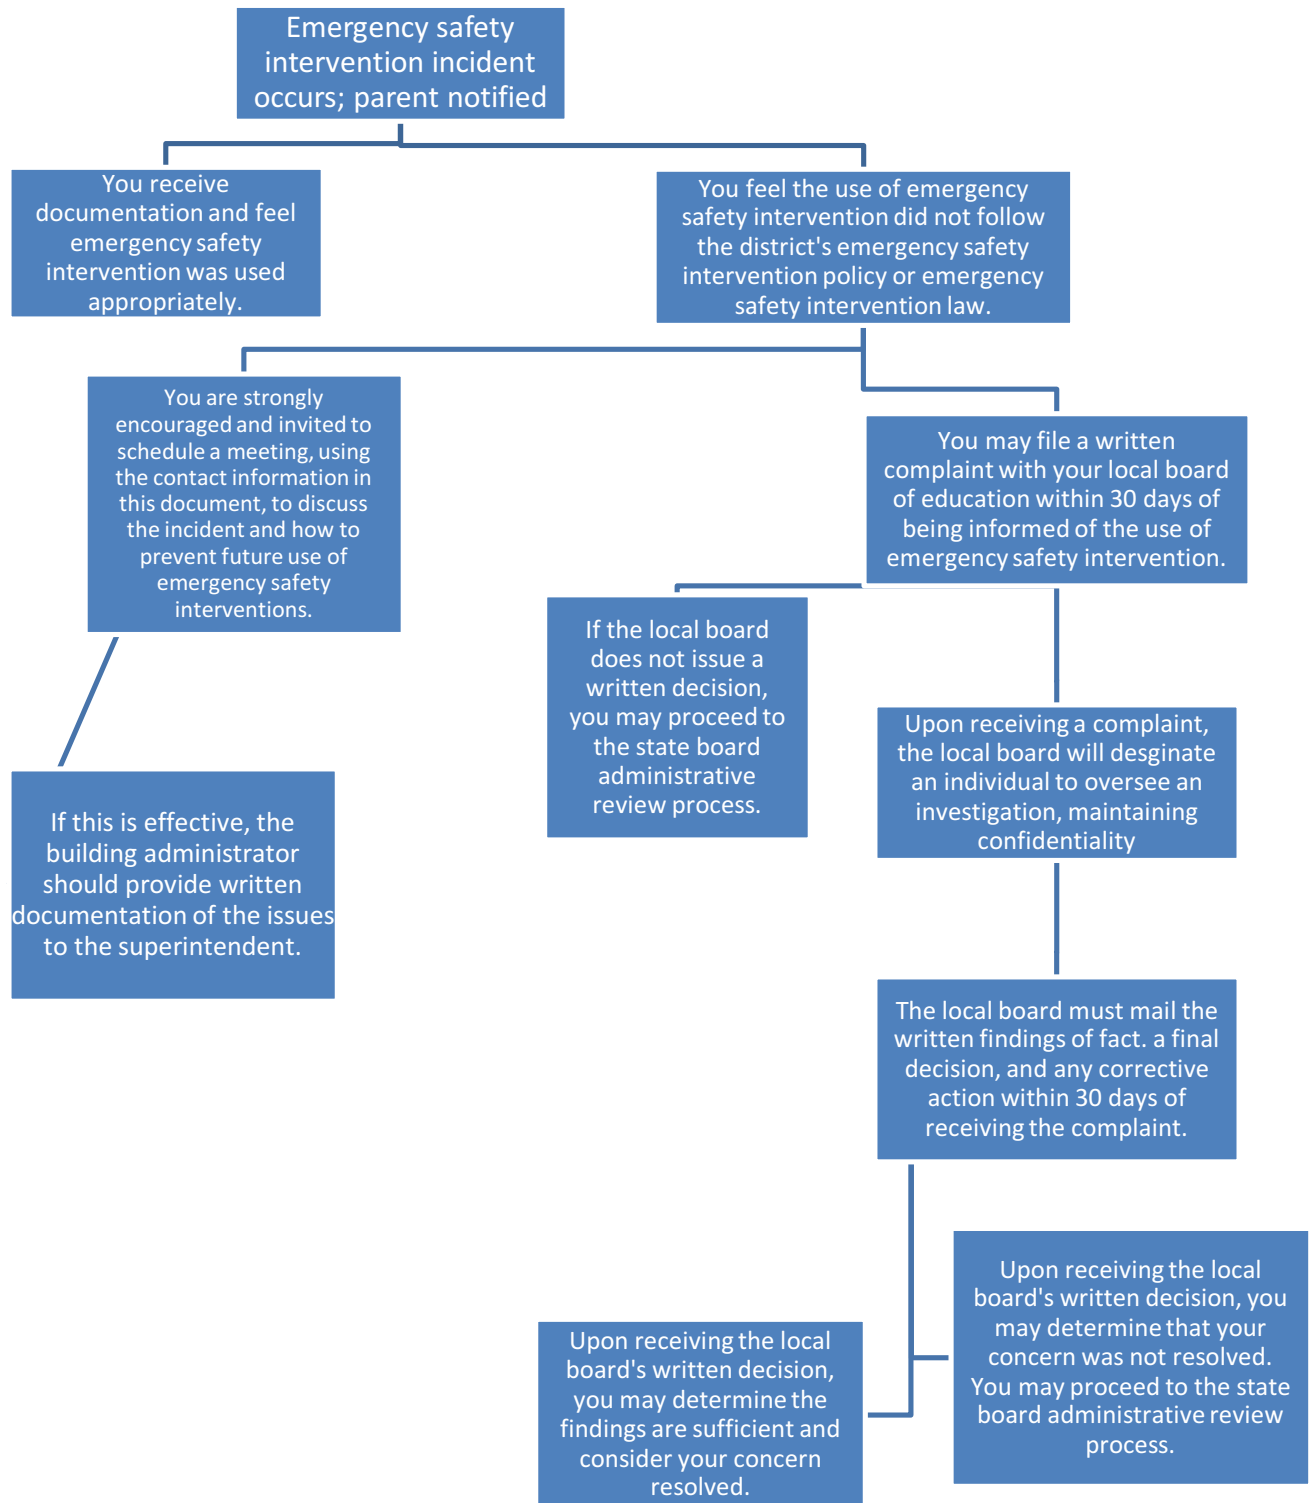 Emergency safety
intervention incident
occurs; parent notified
You receive
documentation and feel
emergency safety
intervention was used
appropriately.
You feel the use of emergency
safety intervention did not follow
the district's emergency safety
intervention policy or emergency
safety intervention law.
You are strongly
encouraged and invited to
schedule a meeting, using
the contact information in
this document, to discuss
the incident and how to
prevent future use of
emergency safety
interventions.
You may file a written
complaint with your local board
of education within 30 days of
being informed of the use of
emergency safety intervention.
If the local board
does not issue a
written decision,
you may proceed to
the state board
administrative
review process.
Upon receiving a complaint,
the local board will desginate
an individual to oversee an
investigation, maintaining
confidentiality
If this is effective, the
building administrator
should provide written
documentation of the issues
to the superintendent.
The local board must mail the
written findings of fact. a final
decision, and any corrective
action within 30 days of
receiving the complaint.
Upon receiving the local
board's written decision, you
may determine that your
concern was not resolved.
You may proceed to the state
board administrative review
process.
Upon receiving the local
board's written decision,
you may determine the
findings are sufficient and
consider your concern
resolved.